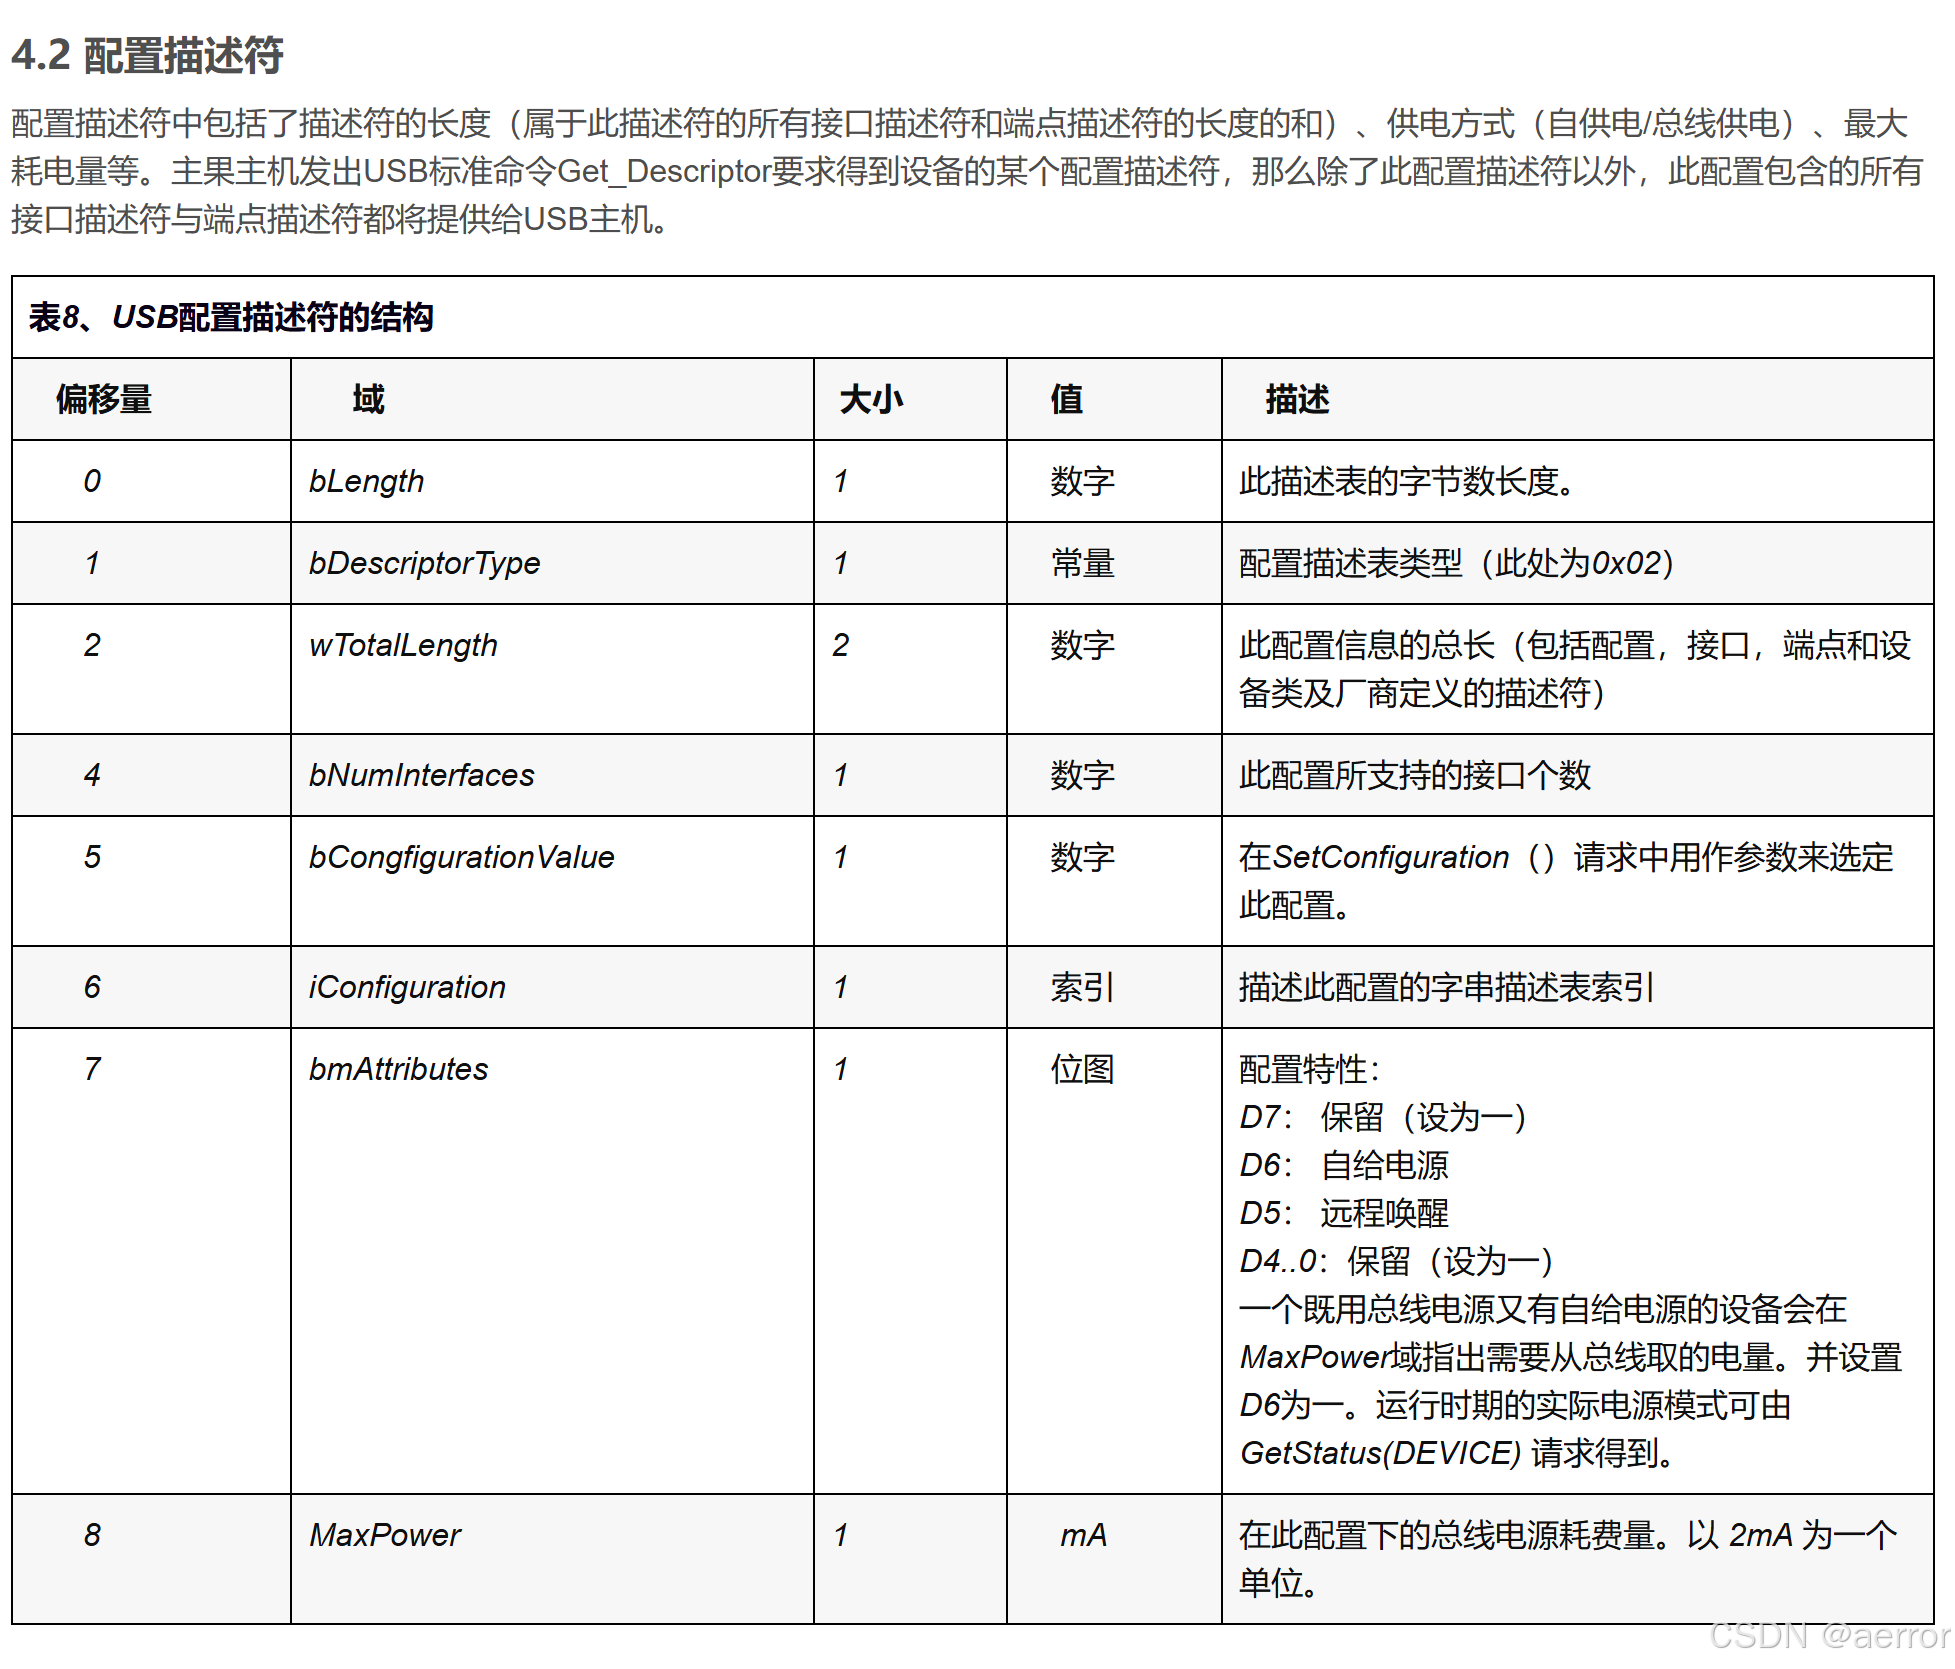 4.2 配置描述符
配置描述符中包括了描述符的长度（属于此描述符的所有接口描述符和端点描述符的长度的和）、供电方式（自供电/总线供电）、最大
耗电量等。主果主机发出USB标准命令Get_Descriptor要求得到设备的某个配置描述符，那么除了此配置描述符以外，此配置包含的所有
接口描述符与端点描述符都将提供给USB主机。
表8、USB配置描述符的结构
偏移量 域 大小 值 描述
0 bLength 1 数字 此描述表的字节数长度。
1 bDescriptorType 1 常量 配置描述表类型（此处为0x02）
2 wTotalLength 2 数字 此配置信息的总长（包括配置，接口，端点和设
备类及厂商定义的描述符）
4 bNumInterfaces 1 数字 此配置所支持的接口个数
5 bCongfigurationValue 1 数字 在SetConfiguration（）请求中用作参数来选定
此配置。
6 iConfiguration 1 索引 描述此配置的字串描述表索引
7 bmAttributes 1 位图 配置特性：
D7： 保留（设为一）
D6： 自给电源
D5： 远程唤醒
D4..0：保留（设为一）
一个既用总线电源又有自给电源的设备会在
MaxPower域指出需要从总线取的电量。并设置
D6为一。运行时期的实际电源模式可由
GetStatus(DEVICE) 请求得到。
8 MaxPower 1 mA 在此配置下的总线电源耗费量。以 2mA 为一个
单位。
CSDN @aerror